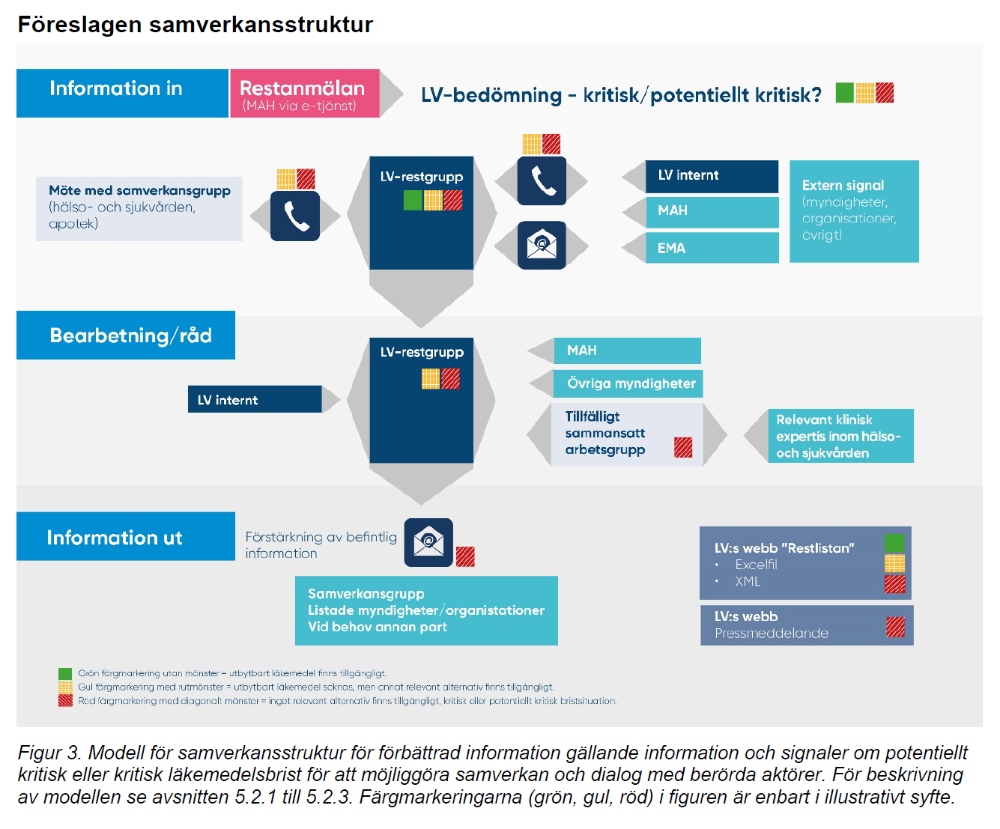 Föreslagen samverkansstruktur
Information in
Restanmälan
(MAH via e-tjänst)
LV-bedömning - kritisk/potentiellt kritisk?
Möte med samverkansgrupp
(hälso- och sjukvården,
apotek)
LV-restgrupp
LV internt
MAH
EMA
Extern signal
(myndigheter,
organisationer,
övrigt)
Bearbetning/råd
LV internt
LV-restgrupp
MAH
Övriga myndigheter
Tillfälligt
sammansatt
arbetsgrupp
Relevant klinisk
expertis inom hälso-
och sjukvården
Information ut
Förstärkning av befintlig
information
Samverkansgrupp
Listade myndigheter/organistationer
Vid behov annan part
LV:s webb "Restlistan"
• Excelfil
• XML
LV:s webb
Pressmeddelande
Grön färgmarkering utan mönster = utbytbart läkemedel finns tillgängligt.
Gul färgmarkering med rutmönster = utbytbart läkemedel saknas, men annat relevant alternativ finns tillgängligt.
Röd färgmarkering med diagonalt mönster = inget relevant alternativ finns tillgängligt, kritisk eller potentiellt kritisk bristsituation.
Figur 3. Modell för samverkansstruktur för förbättrad information gällande information och signaler om potentiellt
kritisk eller kritisk läkemedelsbrist för att möjliggöra samverkan och dialog med berörda aktörer. För beskrivning
av modellen se avsnitten 5.2.1 till 5.2.3. Färgmarkeringarna (grön, gul, röd) i figuren är enbart i illustrativt syfte.